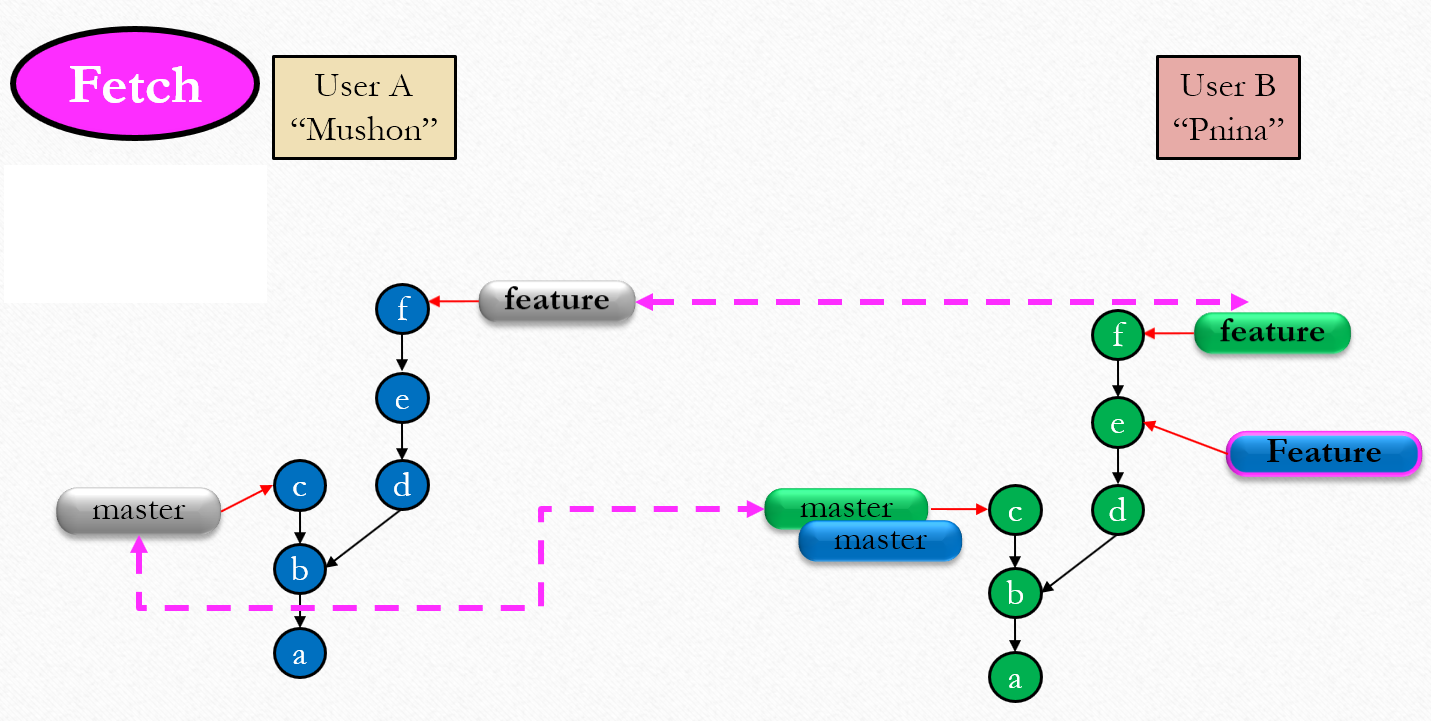 Fetch
User A
“Mushon”
User B
“Pnina”
f
feature
f
feature
e
e
Feature
c
d
master
master
c
d
master
b
b
a
a